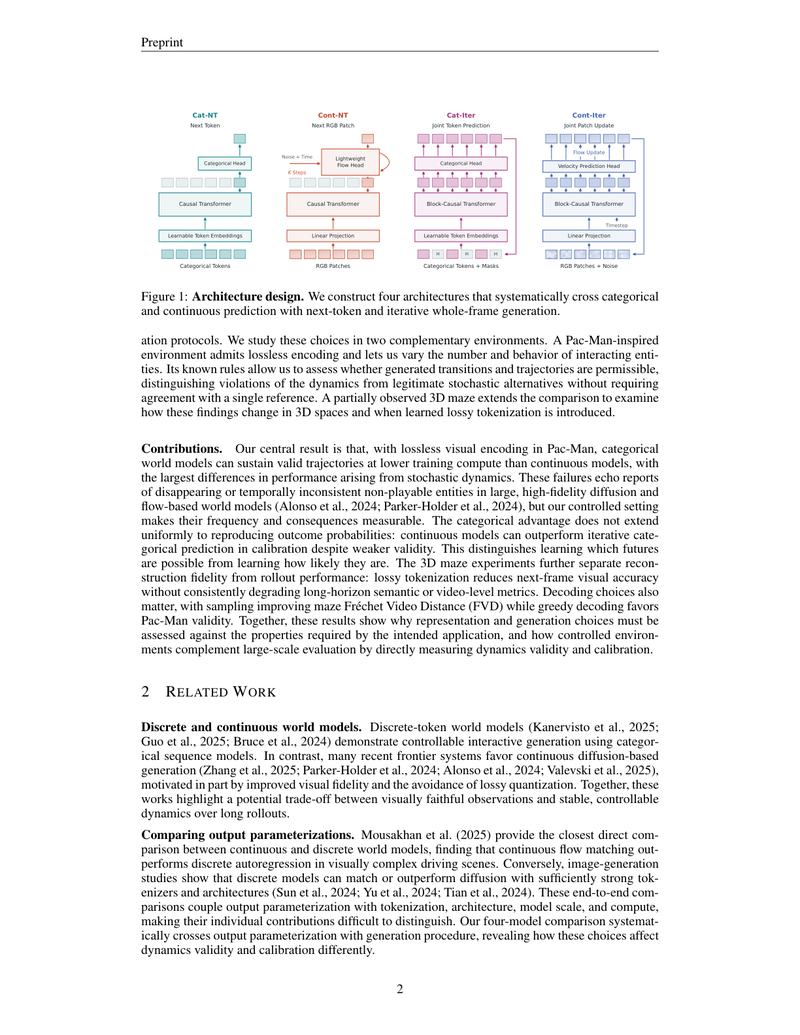 Preprint
Cat-NT
Next Token
Categorical Head
Causal Transformer
Learnable Token Embeddings
Categorical Tokens
Cont-NT
Next RGB Patch
Noise + Time
Lightweight
Flow Head
K Steps
Causal Transformer
Linear Projection
RGB Patches
Cat-Iter
Joint Token Prediction
Categorical Head
Block-Causal Transformer
Learnable Token Embeddings
M M M
Categorical Tokens + Masks
Cont-Iter
Joint Patch Update
Flow Update
Velocity Prediction Head
Block-Causal Transformer
Timestep
Linear Projection
RGB Patches + Noise
Figure 1: Architecture design. We construct four architectures that systematically cross categorical
and continuous prediction with next-token and iterative whole-frame generation.
ation protocols. We study these choices in two complementary environments. A Pac-Man-inspired
environment admits lossless encoding and lets us vary the number and behavior of interacting enti-
ties. Its known rules allow us to assess whether generated transitions and trajectories are permissible,
distinguishing violations of the dynamics from legitimate stochastic alternatives without requiring
agreement with a single reference. A partially observed 3D maze extends the comparison to examine
how these findings change in 3D spaces and when learned lossy tokenization is introduced.
Contributions. Our central result is that, with lossless visual encoding in Pac-Man, categorical
world models can sustain valid trajectories at lower training compute than continuous models, with
the largest differences in performance arising from stochastic dynamics. These failures echo reports
of disappearing or temporally inconsistent non-playable entities in large, high-fidelity diffusion and
flow-based world models (Alonso et al., 2024; Parker-Holder et al., 2024), but our controlled setting
makes their frequency and consequences measurable. The categorical advantage does not extend
uniformly to reproducing outcome probabilities: continuous models can outperform iterative cate-
gorical prediction in calibration despite weaker validity. This distinguishes learning which futures
are possible from learning how likely they are. The 3D maze experiments further separate recon-
struction fidelity from rollout performance: lossy tokenization reduces next-frame visual accuracy
without consistently degrading long-horizon semantic or video-level metrics. Decoding choices also
matter, with sampling improving maze Fréchet Video Distance (FVD) while greedy decoding favors
Pac-Man validity. Together, these results show why representation and generation choices must be
assessed against the properties required by the intended application, and how controlled environ-
ments complement large-scale evaluation by directly measuring dynamics validity and calibration.
2 RELATED WORK
Discrete and continuous world models. Discrete-token world models (Kanervisto et al., 2025;
Guo et al., 2025; Bruce et al., 2024) demonstrate controllable interactive generation using categor-
ical sequence models. In contrast, many recent frontier systems favor continuous diffusion-based
generation (Zhang et al., 2025; Parker-Holder et al., 2024; Alonso et al., 2024; Valevski et al., 2025),
motivated in part by improved visual fidelity and the avoidance of lossy quantization. Together, these
works highlight a potential trade-off between visually faithful observations and stable, controllable
dynamics over long rollouts.
Comparing output parameterizations. Mousakhan et al. (2025) provide the closest direct com-
parison between continuous and discrete world models, finding that continuous flow matching out-
performs discrete autoregression in visually complex driving scenes. Conversely, image-generation
studies show that discrete models can match or outperform diffusion with sufficiently strong tok-
enizers and architectures (Sun et al., 2024; Yu et al., 2024; Tian et al., 2024). These end-to-end com-
parisons couple output parameterization with tokenization, architecture, model scale, and compute,
making their individual contributions difficult to distinguish. Our four-model comparison systemat-
ically crosses output parameterization with generation procedure, revealing how these choices affect
dynamics validity and calibration differently.
2